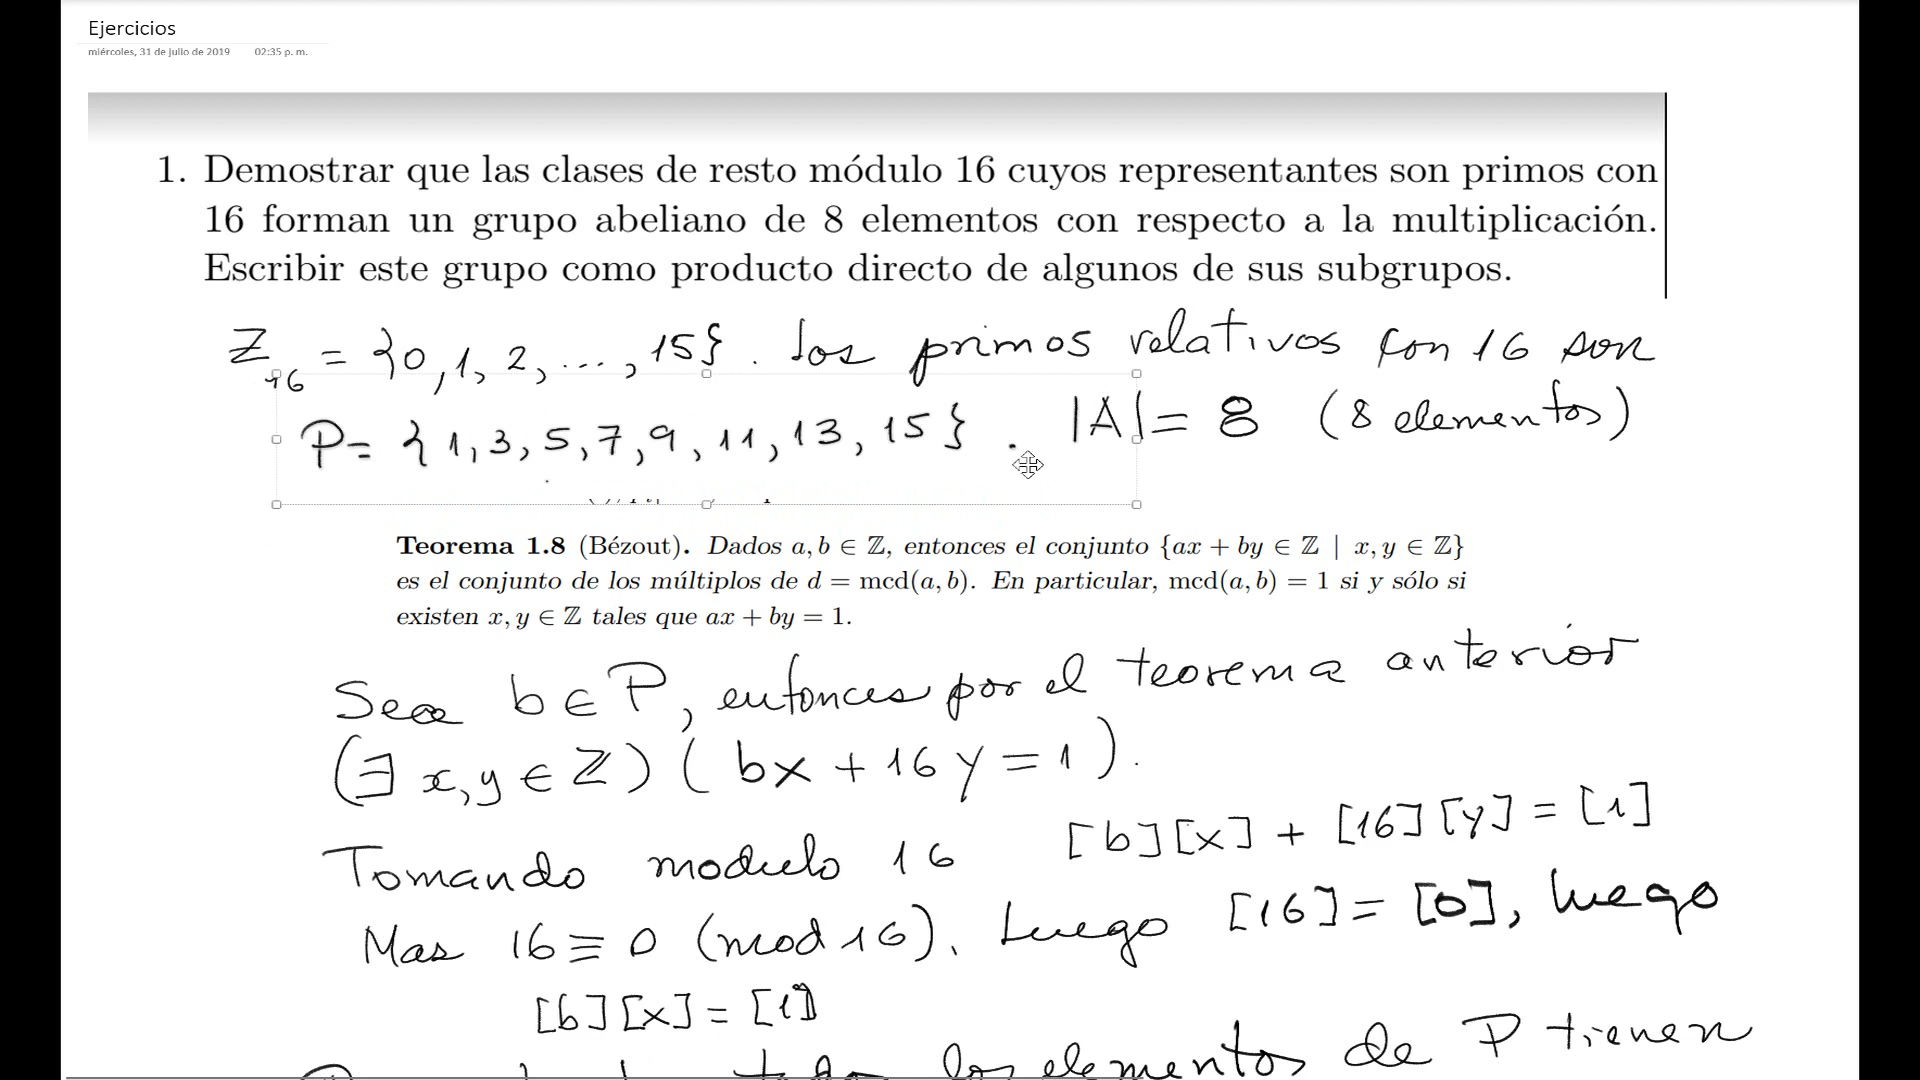 Ejercicios
miércoles, 31 de julio de 2019 02:35 p. m.
1. Demostrar que las clases de resto módulo 16 cuyos representantes son primos con
16 forman un grupo abeliano de 8 elementos con respecto a la multiplicación.
Escribir este grupo como producto directo de algunos de sus subgrupos.
Z₁₆ = {0, 1, 2, ..., 15}. Los primos relativos con 16 son
P = {1, 3, 5, 7, 9, 11, 13, 15}. |A| = 8 (8 elementos)
Teorema 1.8 (Bézout). Dados a, b ∈ ℤ, entonces el conjunto {ax + by ∈ ℤ | x, y ∈ ℤ}
es el conjunto de los múltiplos de d = mcd(a, b). En particular, mcd(a, b) = 1 si y sólo si
existen x, y ∈ ℤ tales que ax + by = 1.
Sea b ∈ P, entonces por el teorema anterior
(∃ x, y ∈ Z) (bx + 16y = 1).
Tomando modulo 16 [b][x] + [16][y] = [1]
Mas 16 ≡ 0 (mod 16). Luego [16] = [0], luego
[b][x] = [1]
los elementos de P tienen